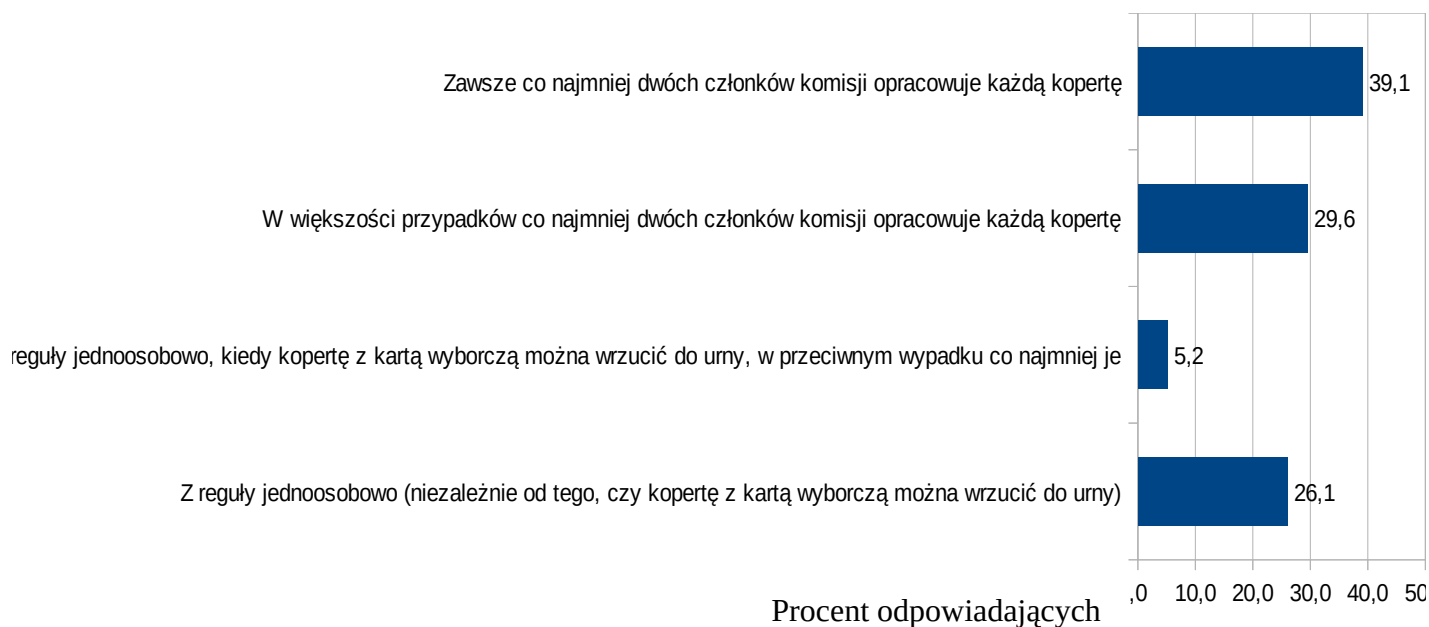 Zawsze co najmniej dwóch członków komisji opracowuje każdą kopertę
39,1
W większości przypadków co najmniej dwóch członków komisji opracowuje każdą kopertę
29,6
reguły jednoosobowo, kiedy kopertę z kartą wyborczą można wrzucić do urny, w przeciwnym wypadku co najmniej je
5,2
Z reguły jednoosobowo (niezależnie od tego, czy kopertę z kartą wyborczą można wrzucić do urny)
26,1
,0 10,0 20,0 30,0 40,0 50
Procent odpowiadających